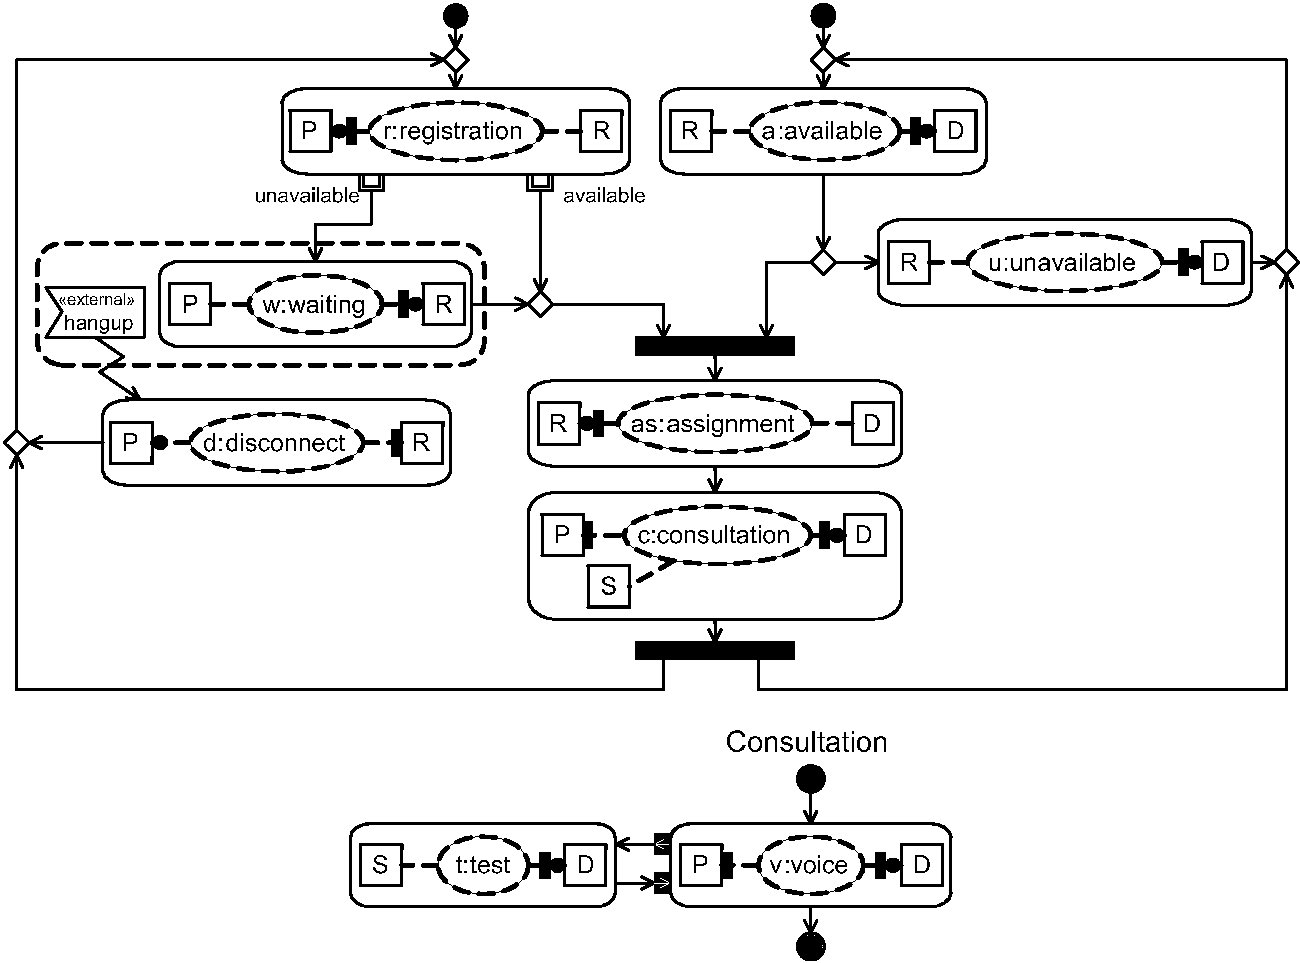 P r:registration R
R a:available D
unavailable
available
R u:unavailable D
«external»
hangup
P w:waiting R
R as:assignment D
P d:disconnect R
P c:consultation D
S
Consultation
S t:test D
P v:voice D